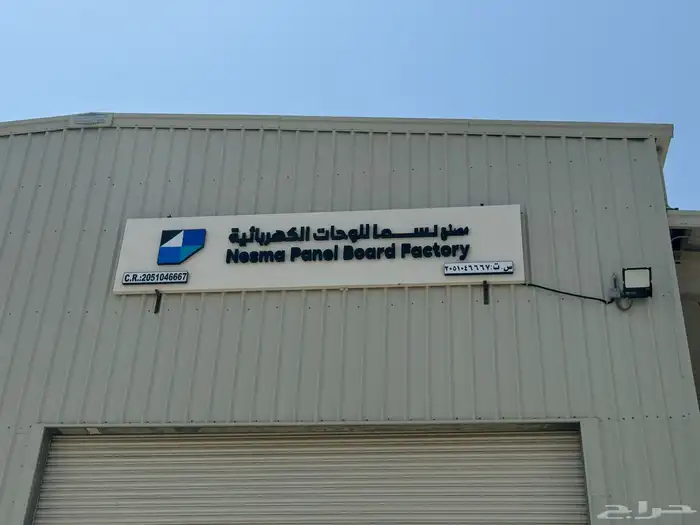 مصنع نسما للوحات الكهربائية
Nesma Panel Board Factory
C.R.:2051046667
س ت: ٢٠٥١٠٤٦٦٦٧
حراج